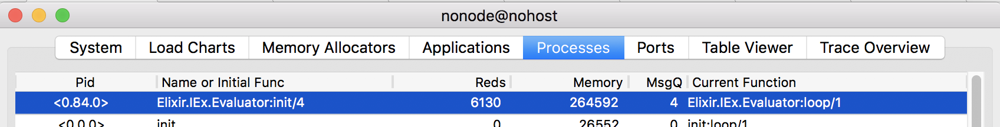 nonode@nohost
System Load Charts Memory Allocators Applications Processes Ports Table Viewer Trace Overview
Pid Name or Initial Func Reds Memory MsgQ Current Function
<0.84.0> Elixir.IEx.Evaluator:init/4 6130 264592 4 Elixir.IEx.Evaluator:loop/1
<0.0.0> init 0 26552 0 init:loop/1